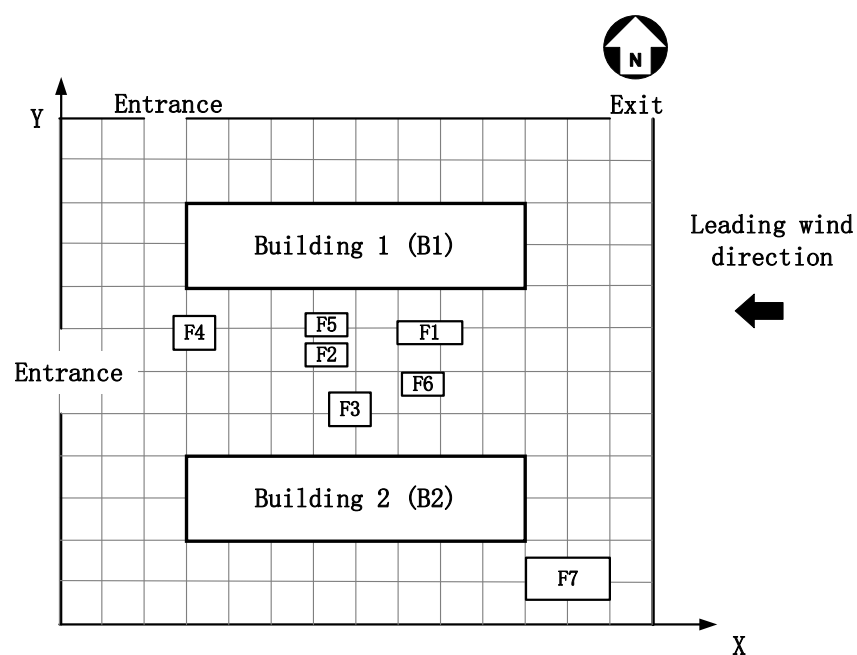 N
Entrance
Exit
Y
Building 1 (B1)
Leading wind
direction
F4
F5
F1
F2
Entrance
F6
F3
Building 2 (B2)
F7
X